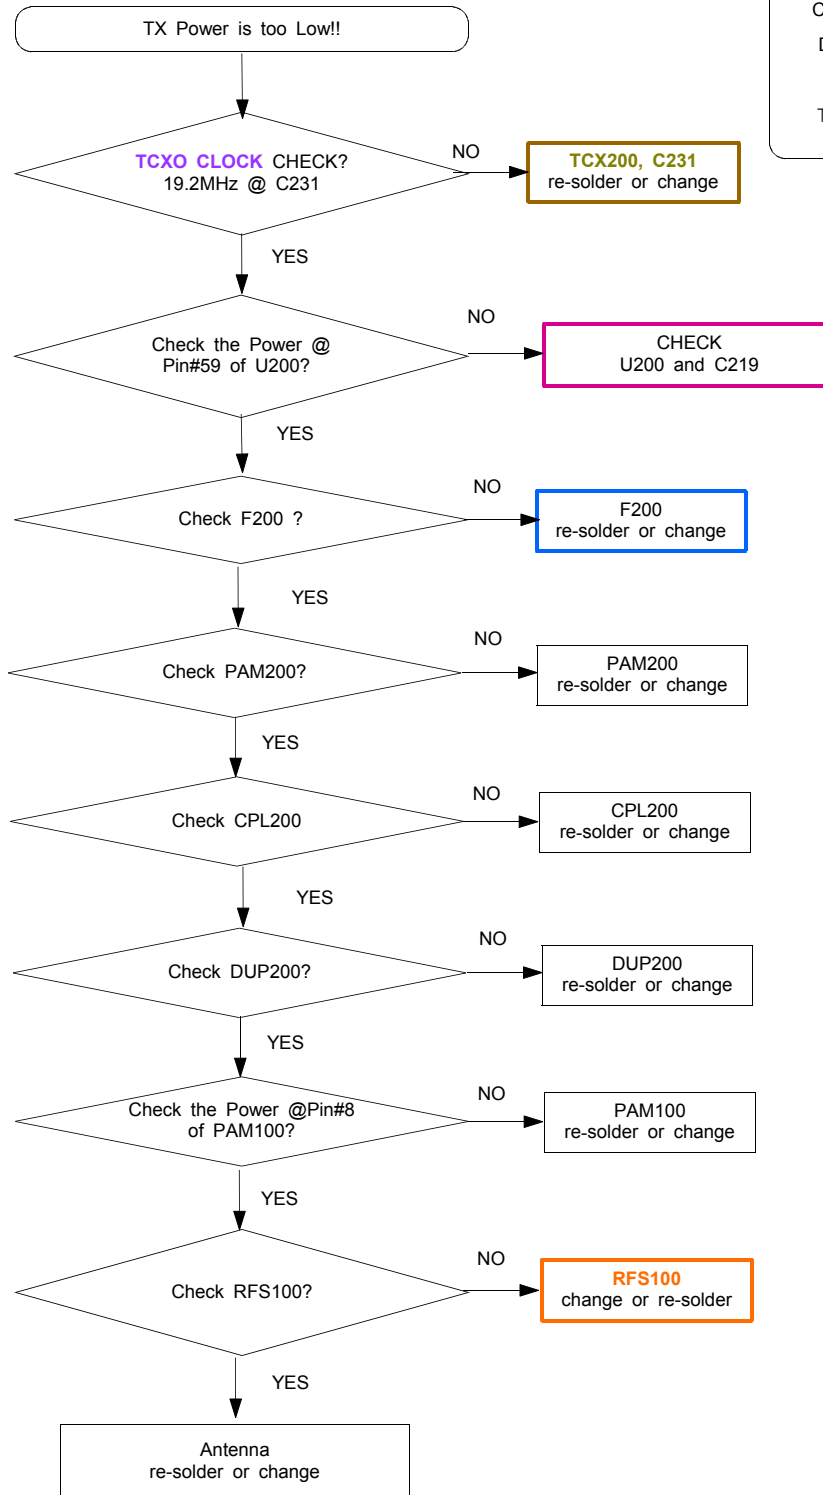 TX Power is too Low!!
TCXO CLOCK CHECK?
19.2MHz @ C231
NO
TCX200, C231
re-solder or change
YES
Check the Power @
Pin#59 of U200?
NO
CHECK
U200 and C219
YES
Check F200 ?
NO
F200
re-solder or change
YES
Check PAM200?
NO
PAM200
re-solder or change
YES
Check CPL200
NO
CPL200
re-solder or change
YES
Check DUP200?
NO
DUP200
re-solder or change
YES
Check the Power @Pin#8
of PAM100?
NO
PAM100
re-solder or change
YES
Check RFS100?
NO
RFS100
change or re-solder
YES
Antenna
re-solder or change